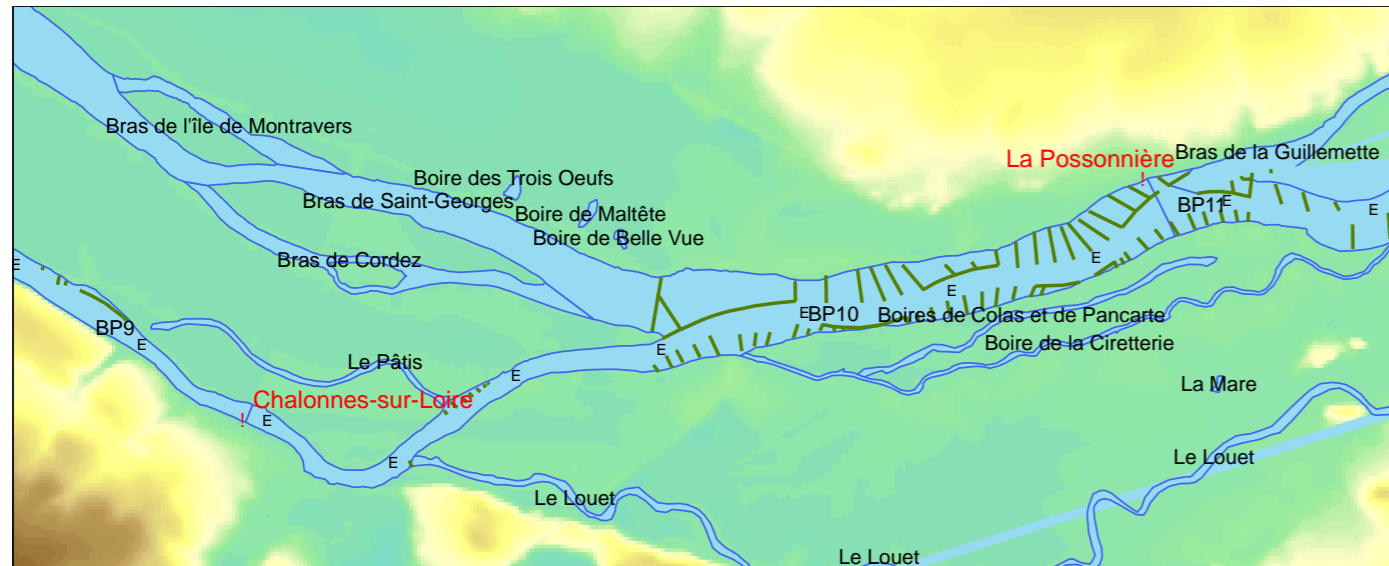 Bras de l'île de Montravers
La Possonnière
!
Bras de la Guillemette
Boire des Trois Oeufs
Bras de Saint-Georges
Boire de Maltête
BP11
E
Boire de Belle Vue
E
Bras de Cordez
E
E
E
BP10
Boires de Colas et de Pancarte
E
BP9
E
Boire de la Ciretterie
E
Le Pâtis
E
La Mare
Chalonnes-sur-Loire
!
E
E
Le Louet
Le Louet
Le Louet